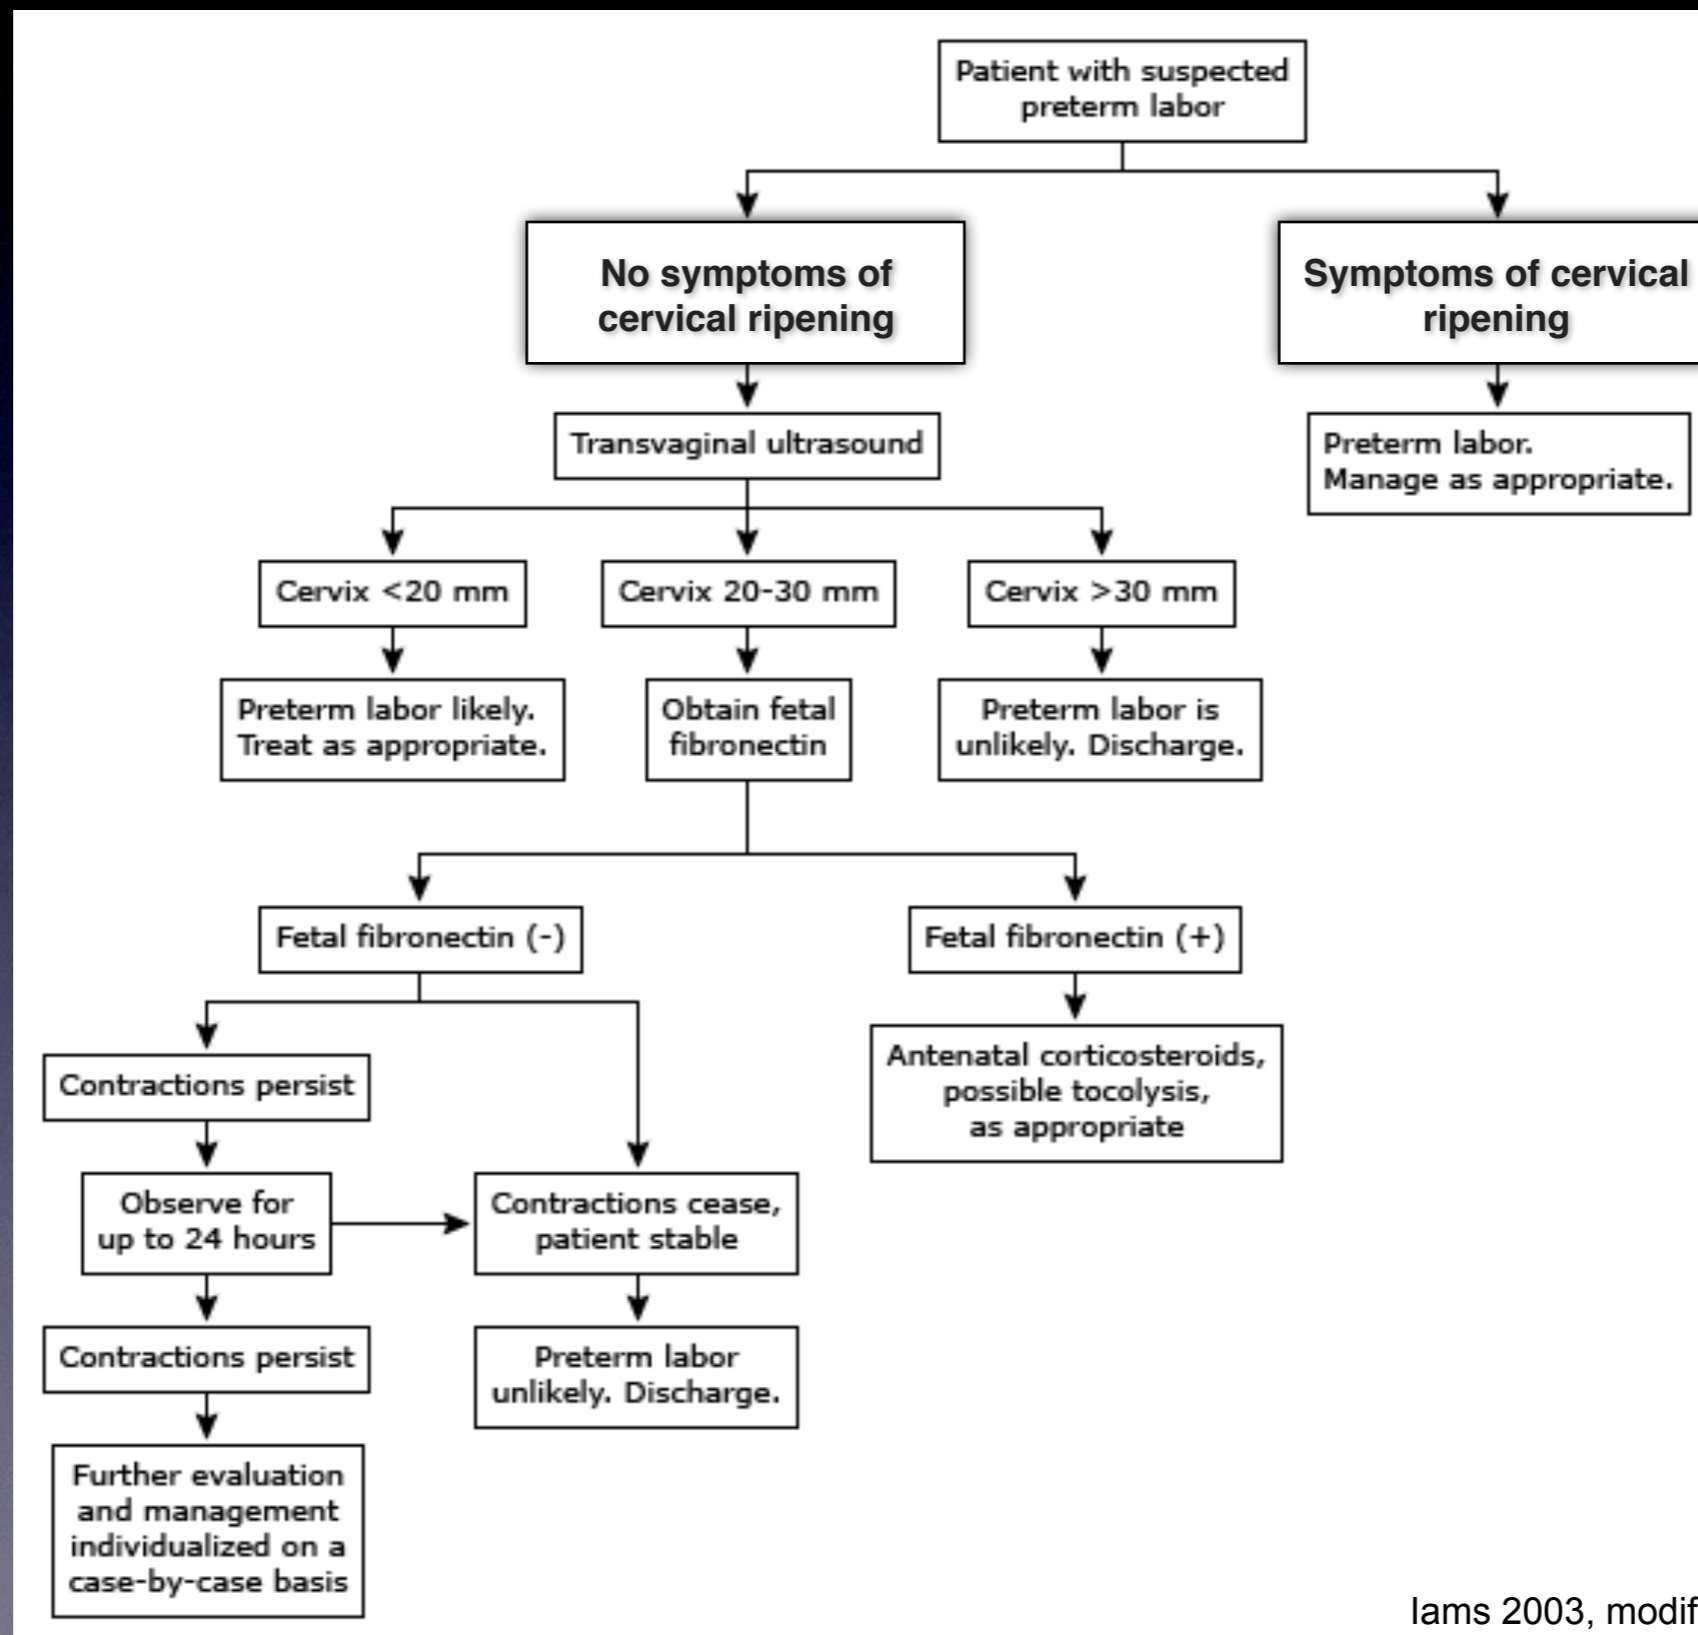 Patient with suspected
preterm labor
No symptoms of
cervical ripening
Symptoms of cervical
ripening
Transvaginal ultrasound
Preterm labor.
Manage as appropriate.
Cervix <20 mm
Cervix 20-30 mm
Cervix >30 mm
Preterm labor likely.
Treat as appropriate.
Obtain fetal
fibronectin
Preterm labor is
unlikely. Discharge.
Fetal fibronectin (-)
Fetal fibronectin (+)
Contractions persist
Antenatal corticosteroids,
possible tocolysis,
as appropriate
Observe for
up to 24 hours
Contractions cease,
patient stable
Contractions persist
Preterm labor
unlikely. Discharge.
Further evaluation
and management
individualized on a
case-by-case basis
Iams 2003, modif